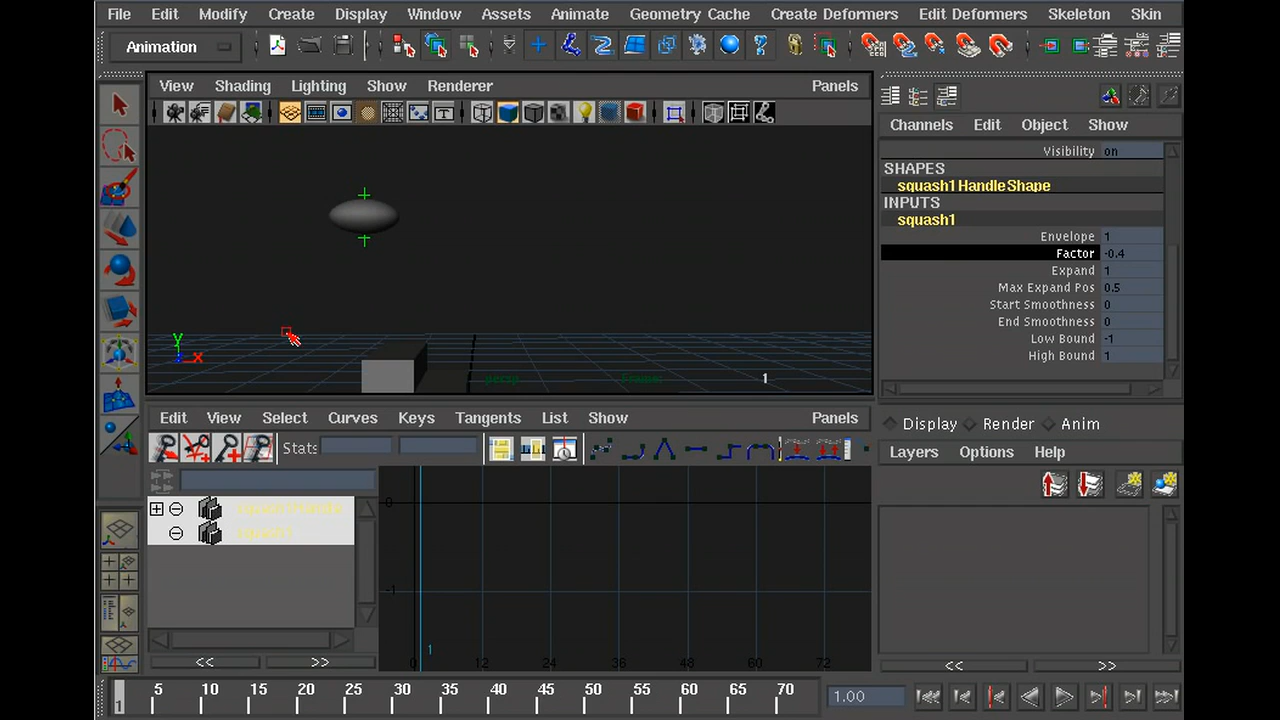 File Edit Modify Create Display Window Assets Animate Geometry Cache Create Deformers Edit Deformers Skeleton Skin
Animation
View Shading Lighting Show Renderer Panels
Channels Edit Object Show
Visibility on
SHAPES
squash1HandleShape
INPUTS
squash1
Envelope 1
Factor -0.4
Expand 1
Max Expand Pos 0.5
Start Smoothness 0
End Smoothness 0
Low Bound -1
High Bound 1
y
x
persp Frame: 1
Edit View Select Curves Keys Tangents List Show Panels
Display Render Anim
Stats
Layers Options Help
squash1Handle
squash1
0
-1
1
0 12 24 36 48 60 72
<< >>
<< >>
1 5 10 15 20 25 30 35 40 45 50 55 60 65 70
1.00